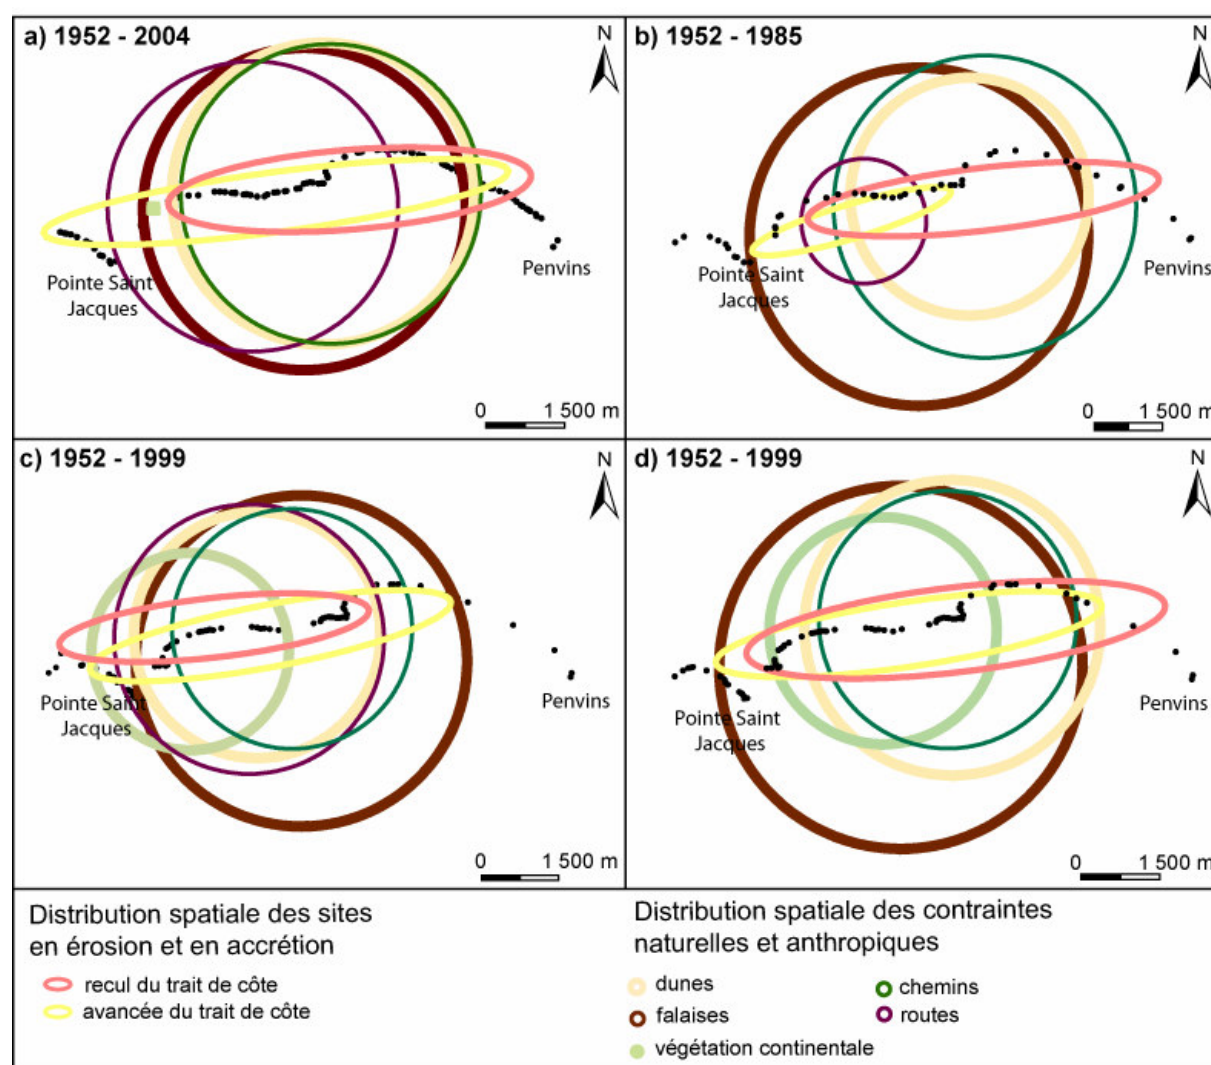 a) 1952 - 2004
N
Pointe Saint
Jacques
Penvins
0 1 500 m
b) 1952 - 1985
N
Pointe Saint
Jacques
Penvins
0 1 500 m
c) 1952 - 1999
N
Pointe Saint
Jacques
Penvins
0 1 500 m
d) 1952 - 1999
N
Pointe Saint
Jacques
Penvins
0 1 500 m
Distribution spatiale des sites
en érosion et en accrétion
recul du trait de côte
avancée du trait de côte
Distribution spatiale des contraintes
naturelles et anthropiques
dunes
falaises
végétation continentale
chemins
routes